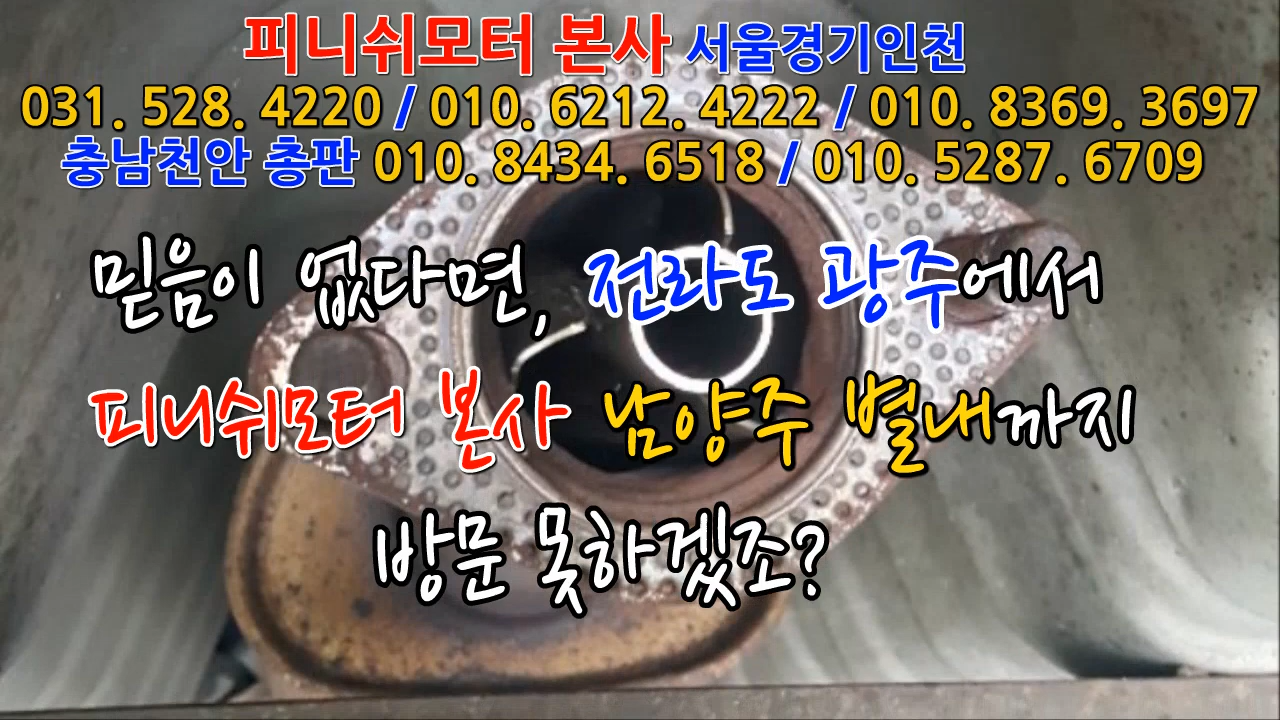 피니쉬모터 본사 서울경기인천
031. 528. 4220 / 010. 6212. 4222 / 010. 8369. 3697
충남천안 총판 010. 8434. 6518 / 010. 5287. 6709
믿음이 없다면, 전라도 광주에서
피니쉬모터 본사 남양주 별내까지
방문 못하겠조?